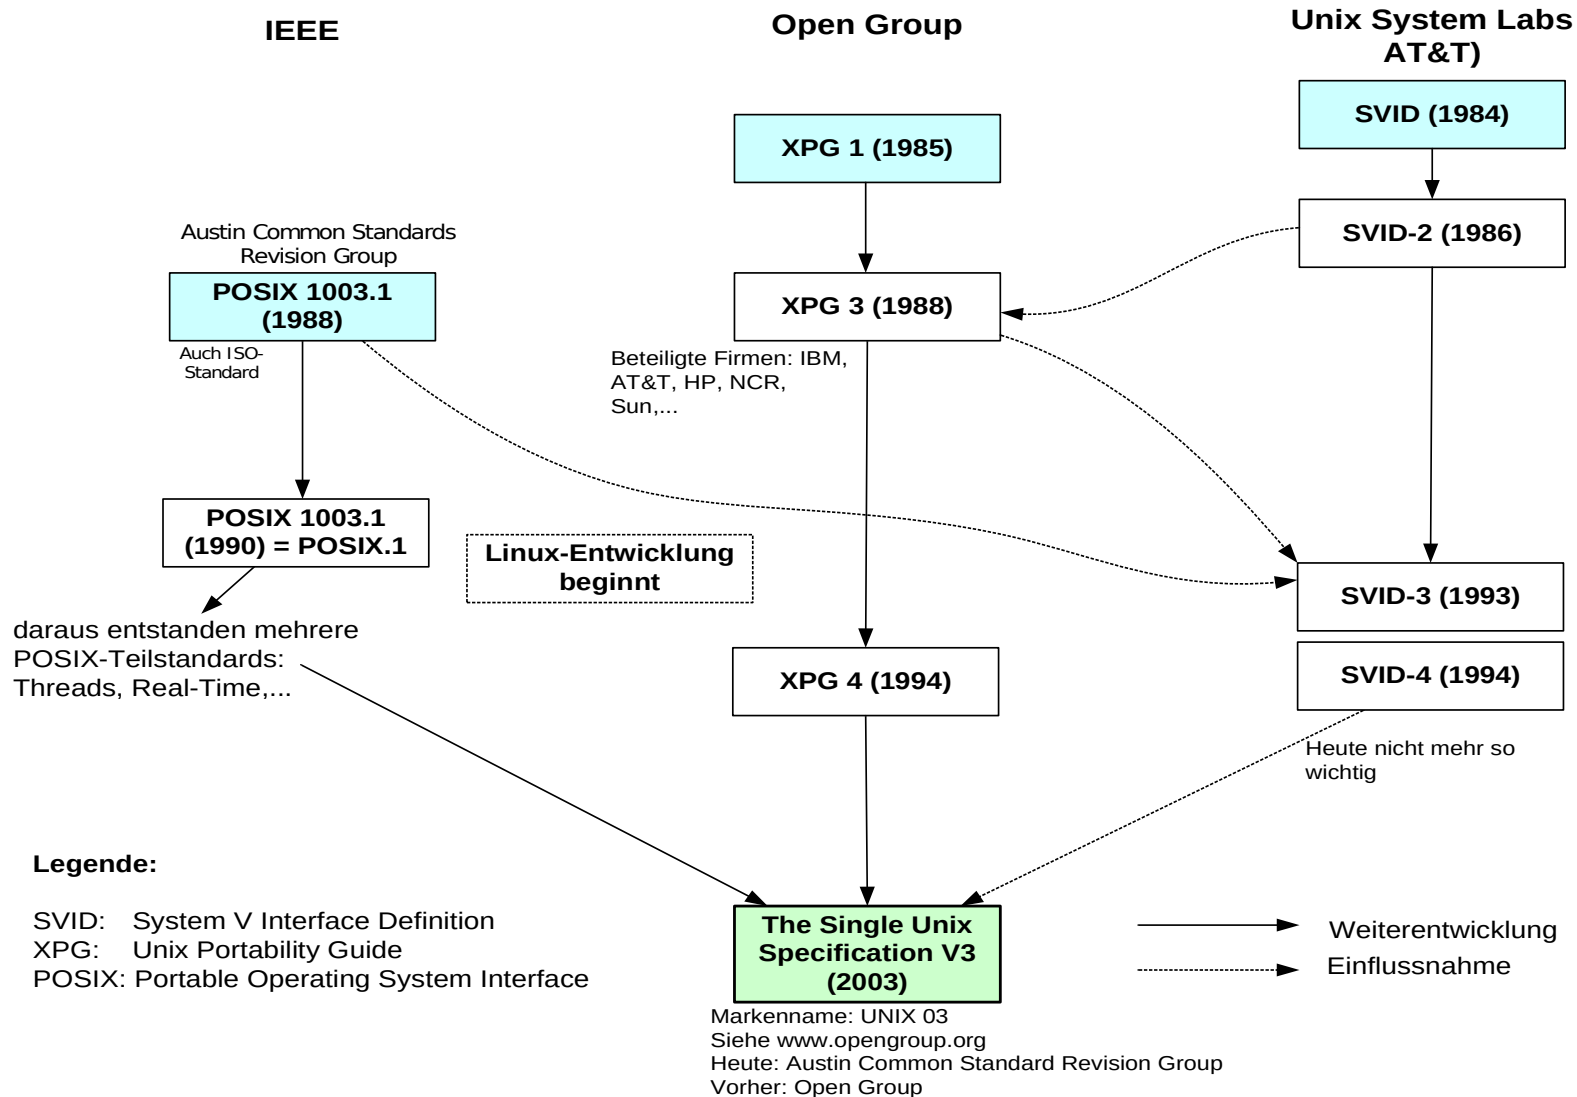 IEEE
Open Group
Unix System Labs
AT&T)
SVID (1984)
XPG 1 (1985)
SVID-2 (1986)
Austin Common Standards
Revision Group
POSIX 1003.1
(1988)
XPG 3 (1988)
Auch ISO-
Standard
Beteiligte Firmen: IBM,
AT&T, HP, NCR,
Sun,...
POSIX 1003.1
(1990) = POSIX.1
Linux-Entwicklung
beginnt
SVID-3 (1993)
daraus entstanden mehrere
POSIX-Teilstandards:
Threads, Real-Time,...
XPG 4 (1994)
SVID-4 (1994)
Heute nicht mehr so
wichtig
Legende:
SVID: System V Interface Definition
XPG: Unix Portability Guide
POSIX: Portable Operating System Interface
The Single Unix
Specification V3
(2003)
Weiterentwicklung
Einflussnahme
Markenname: UNIX 03
Siehe www.opengroup.org
Heute: Austin Common Standard Revision Group
Vorher: Open Group